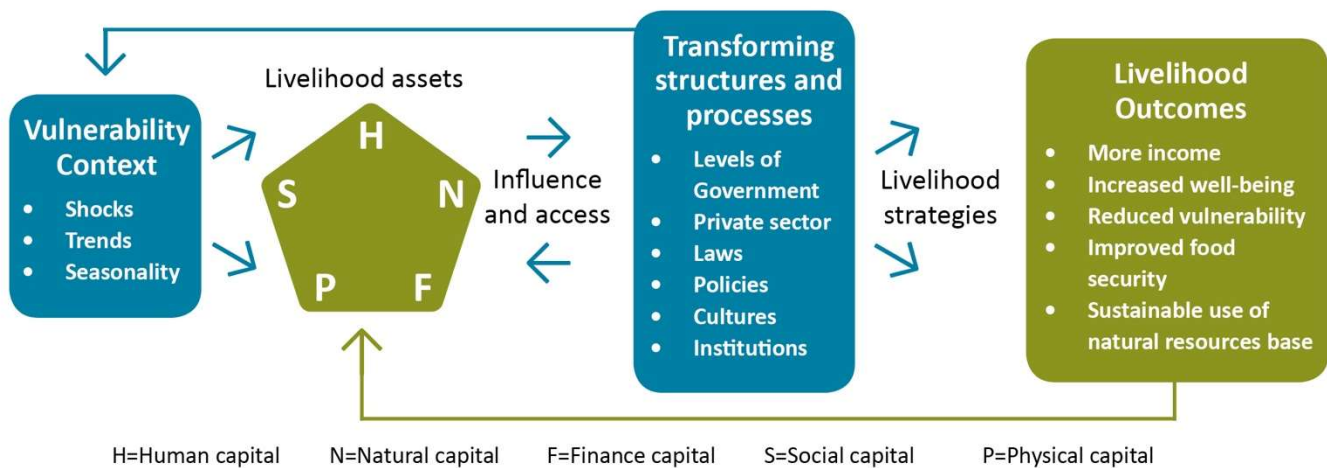 Vulnerability
Context
• Shocks
• Trends
• Seasonality
Livelihood assets
H
S
N
P
F
Influence
and access
Transforming
structures and
processes
• Levels of
Government
• Private sector
• Laws
• Policies
• Cultures
• Institutions
Livelihood
strategies
Livelihood
Outcomes
• More income
• Increased well-being
• Reduced vulnerability
• Improved food
security
• Sustainable use of
natural resources base
H=Human capital N=Natural capital F=Finance capital S=Social capital P=Physical capital